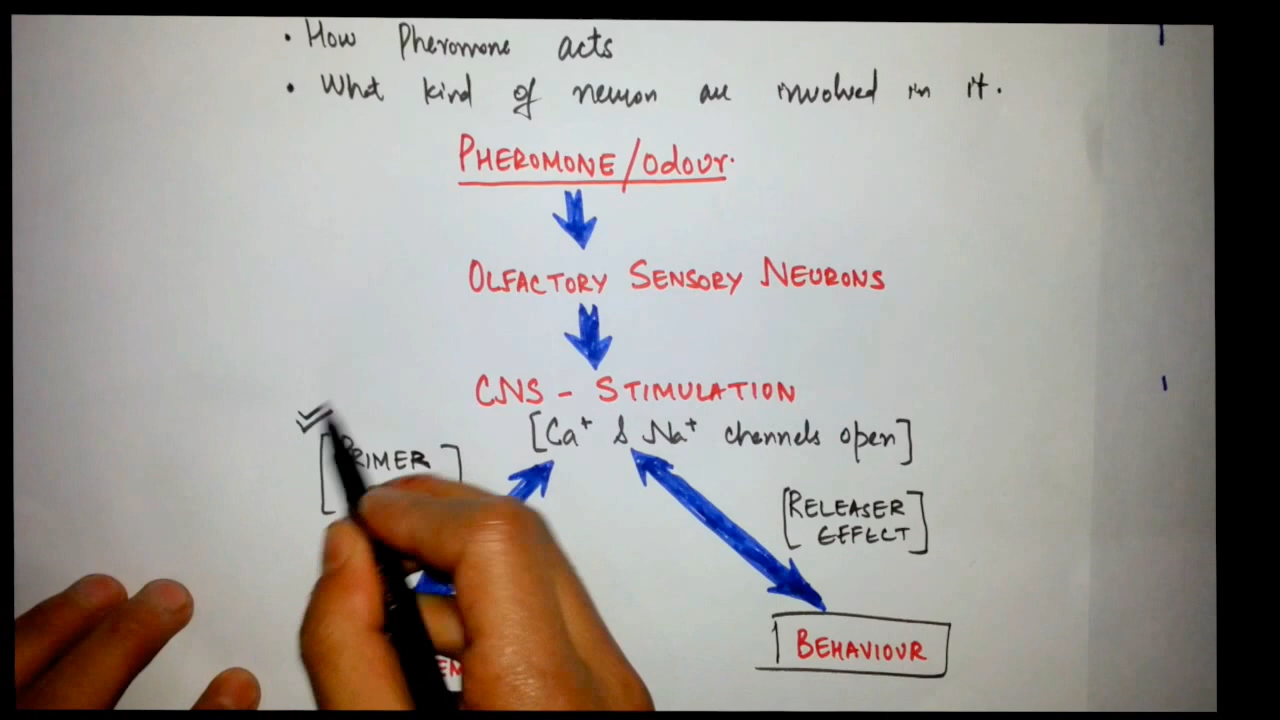 • How Pheromone acts
• What kind of neuron are involved in it.
PHEROMONE/Odour.
OLFACTORY SENSORY NEURONS
CNS - STIMULATION
[Ca+ & Na+ channels open]
[PRIMER
[RELEASER
EFFECT]
BEHAVIOUR